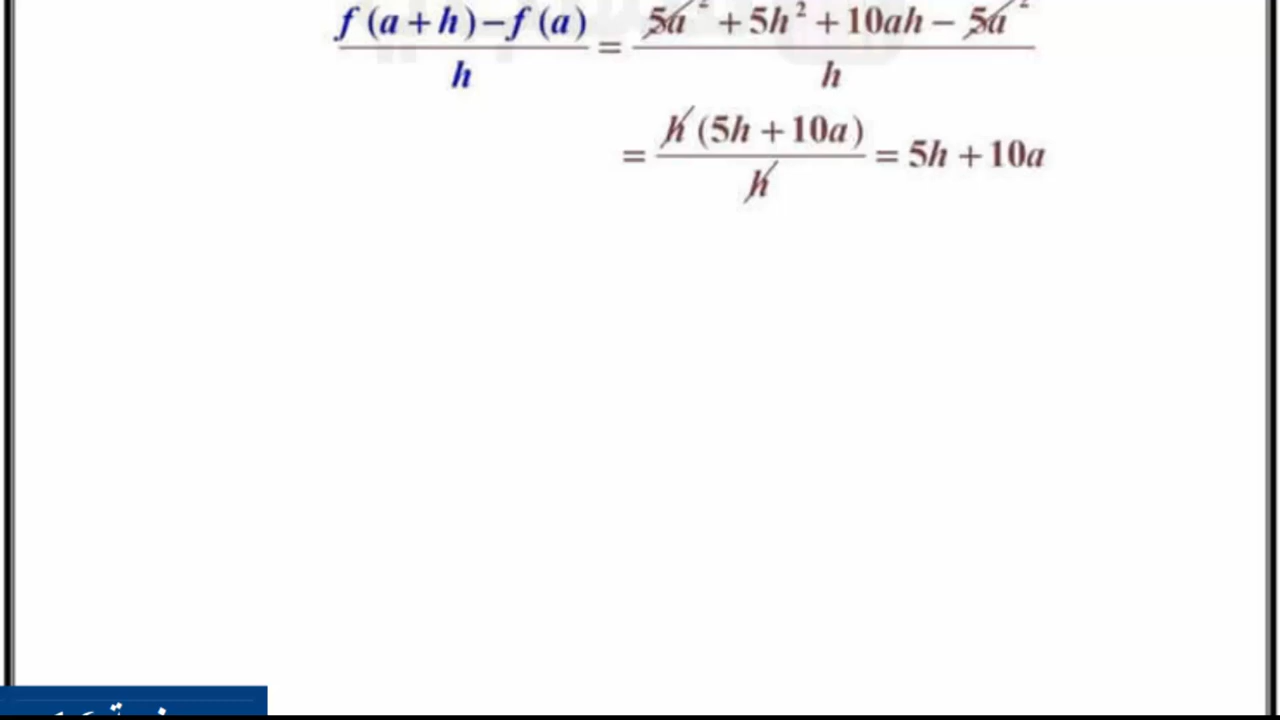 f(a+h)−f(a) / h = 5a² + 5h² + 10ah − 5a² / h
= h(5h+10a) / h = 5h+10a